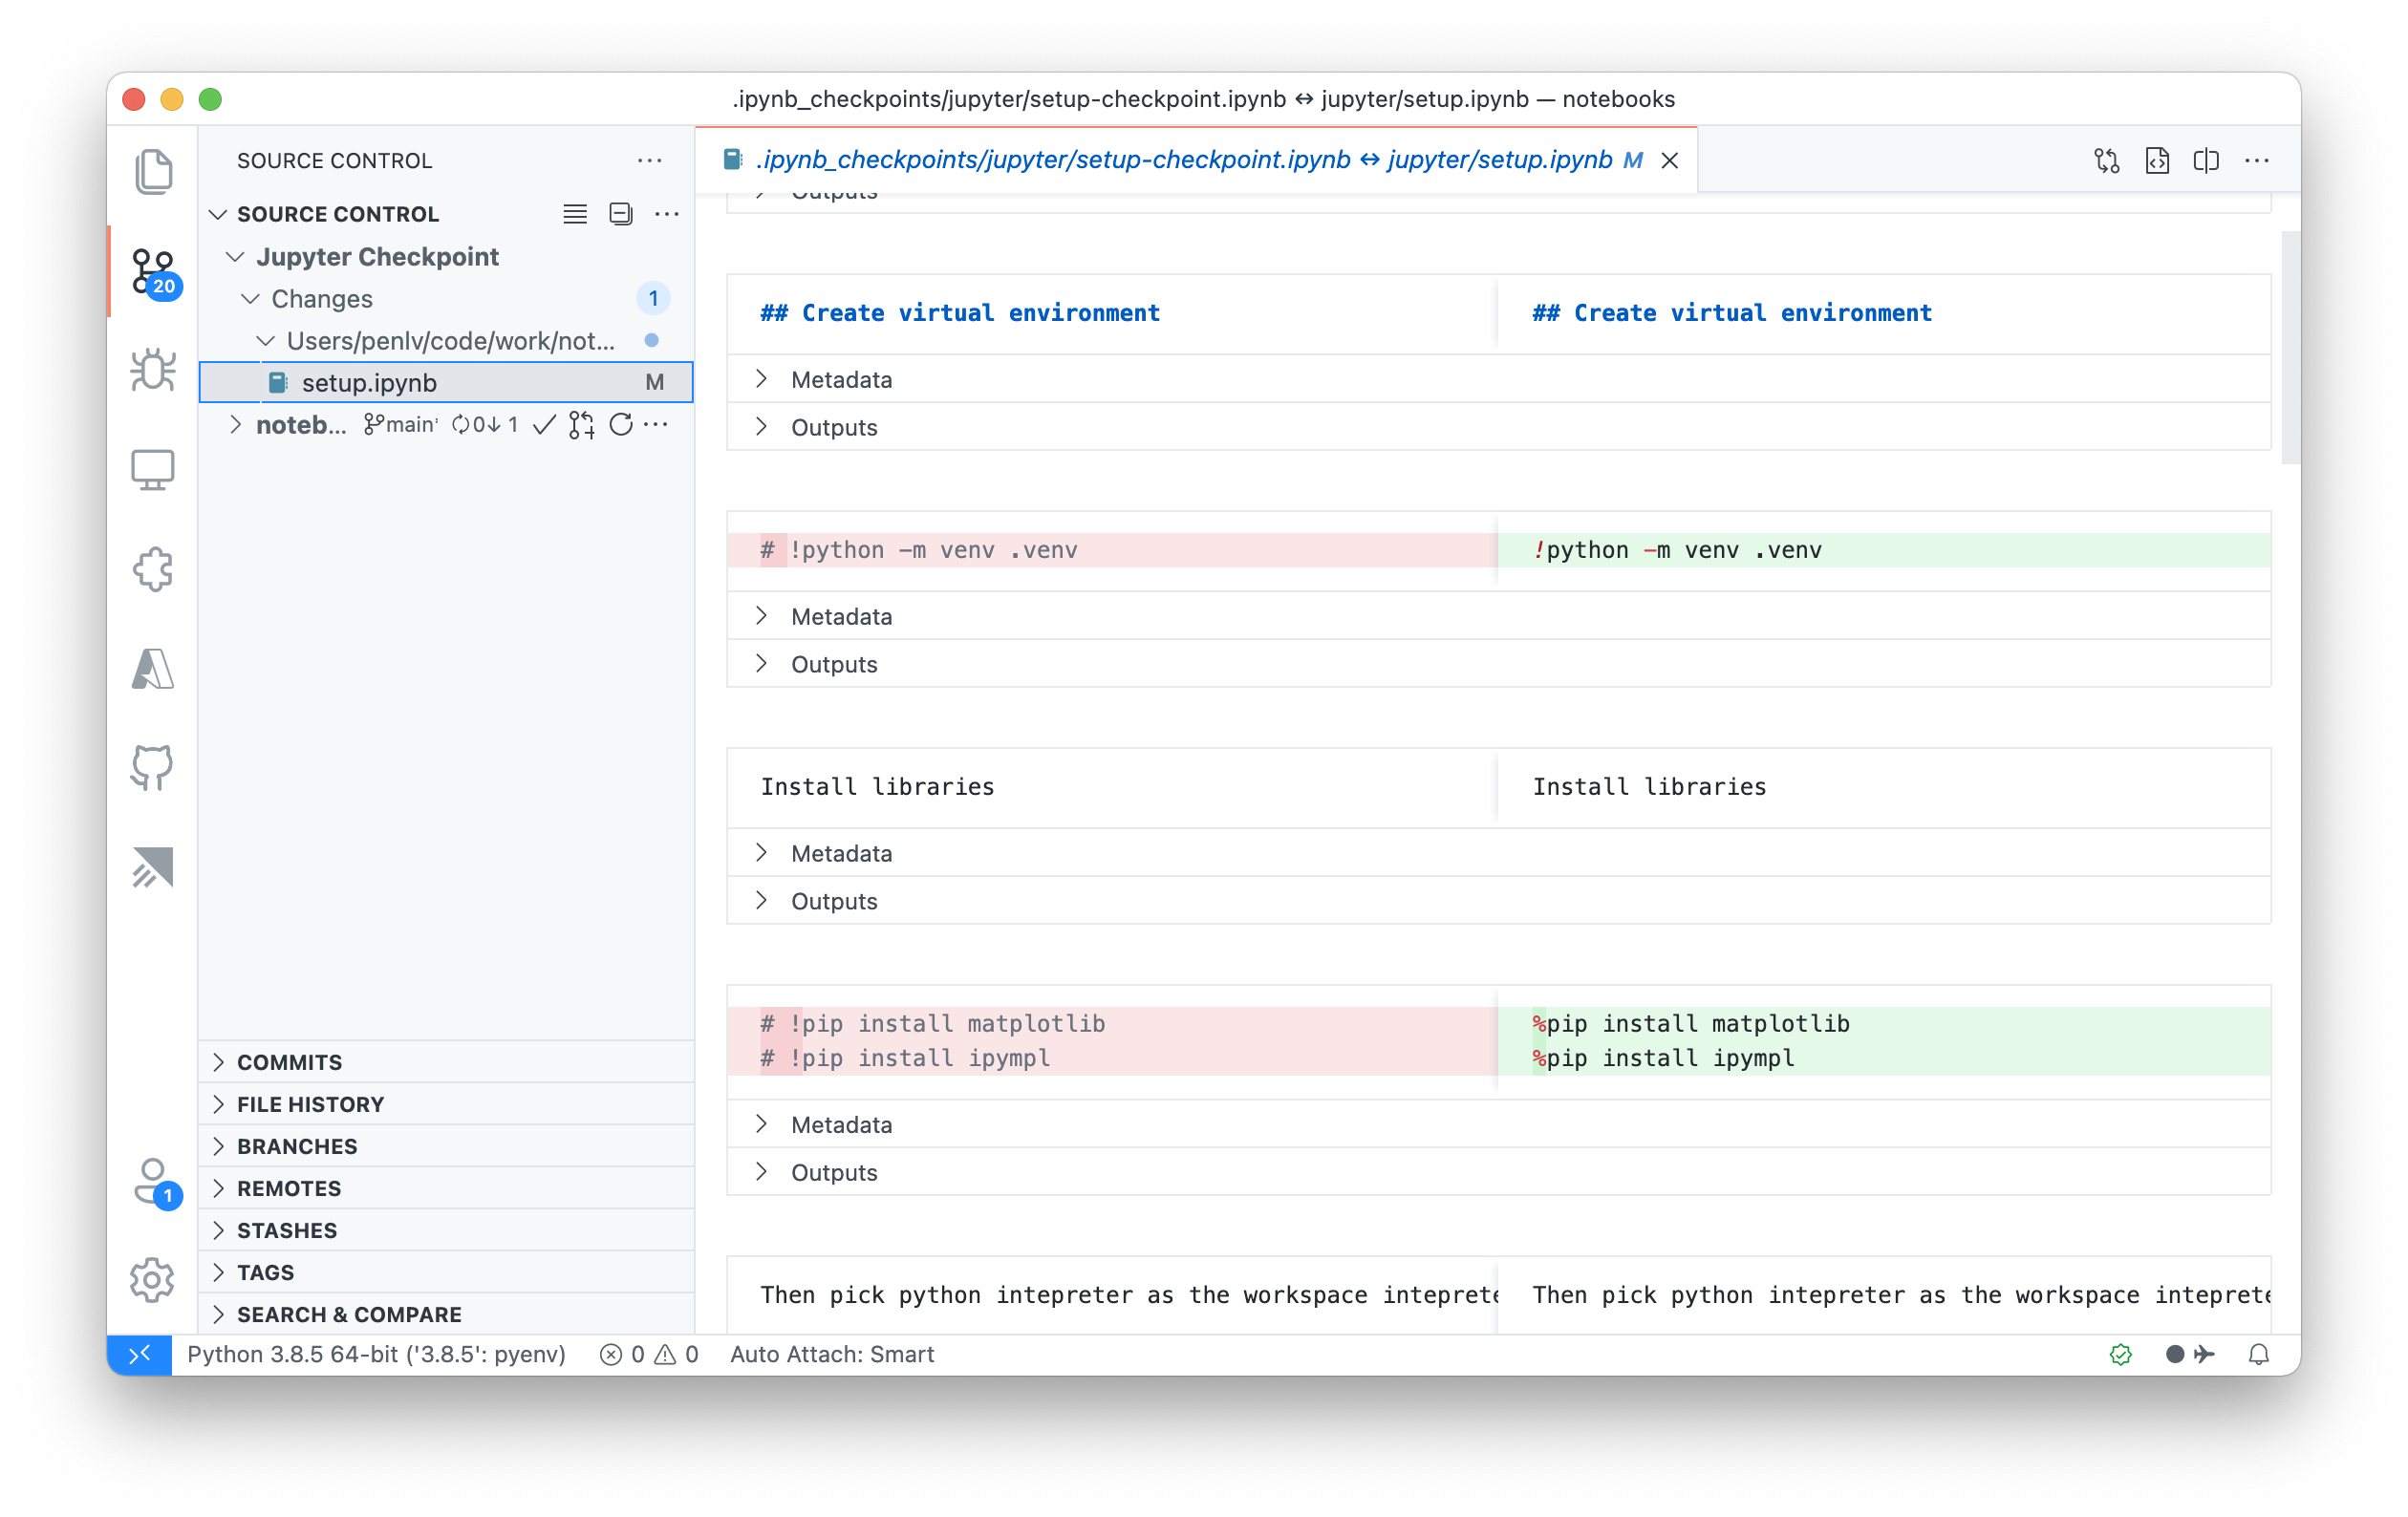 .ipynb_checkpoints/jupyter/setup-checkpoint.ipynb ↔ jupyter/setup.ipynb — notebooks
SOURCE CONTROL
.ipynb_checkpoints/jupyter/setup-checkpoint.ipynb ↔ jupyter/setup.ipynb M
SOURCE CONTROL
Jupyter Checkpoint
Changes 1
Users/penlv/code/work/not...
setup.ipynb M
noteb... main' 0↓ 1
20
COMMITS
FILE HISTORY
BRANCHES
REMOTES
STASHES
TAGS
SEARCH & COMPARE
1
Outputs
## Create virtual environment ## Create virtual environment
Metadata
Outputs
# !python -m venv .venv !python -m venv .venv
Metadata
Outputs
Install libraries Install libraries
Metadata
Outputs
# !pip install matplotlib %pip install matplotlib
# !pip install ipympl %pip install ipympl
Metadata
Outputs
Then pick python intepreter as the workspace inteprete Then pick python intepreter as the workspace inteprete
Python 3.8.5 64-bit ('3.8.5': pyenv) 0 0 Auto Attach: Smart